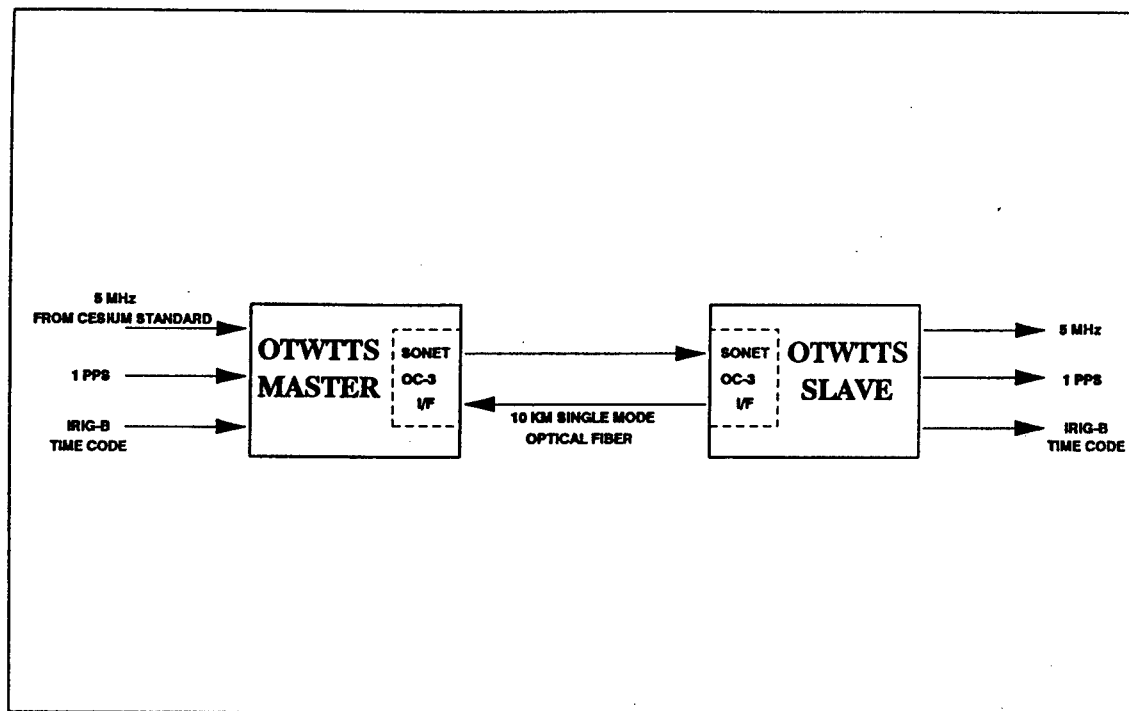 5 MHz
FROM CESIUM STANDARD
1 PPS
IRIG-B
TIME CODE
OTWTTS
MASTER
SONET
OC-3
I/F
10 KM SINGLE MODE
OPTICAL FIBER
SONET
OC-3
I/F
OTWTTS
SLAVE
5 MHz
1 PPS
IRIG-B
TIME CODE